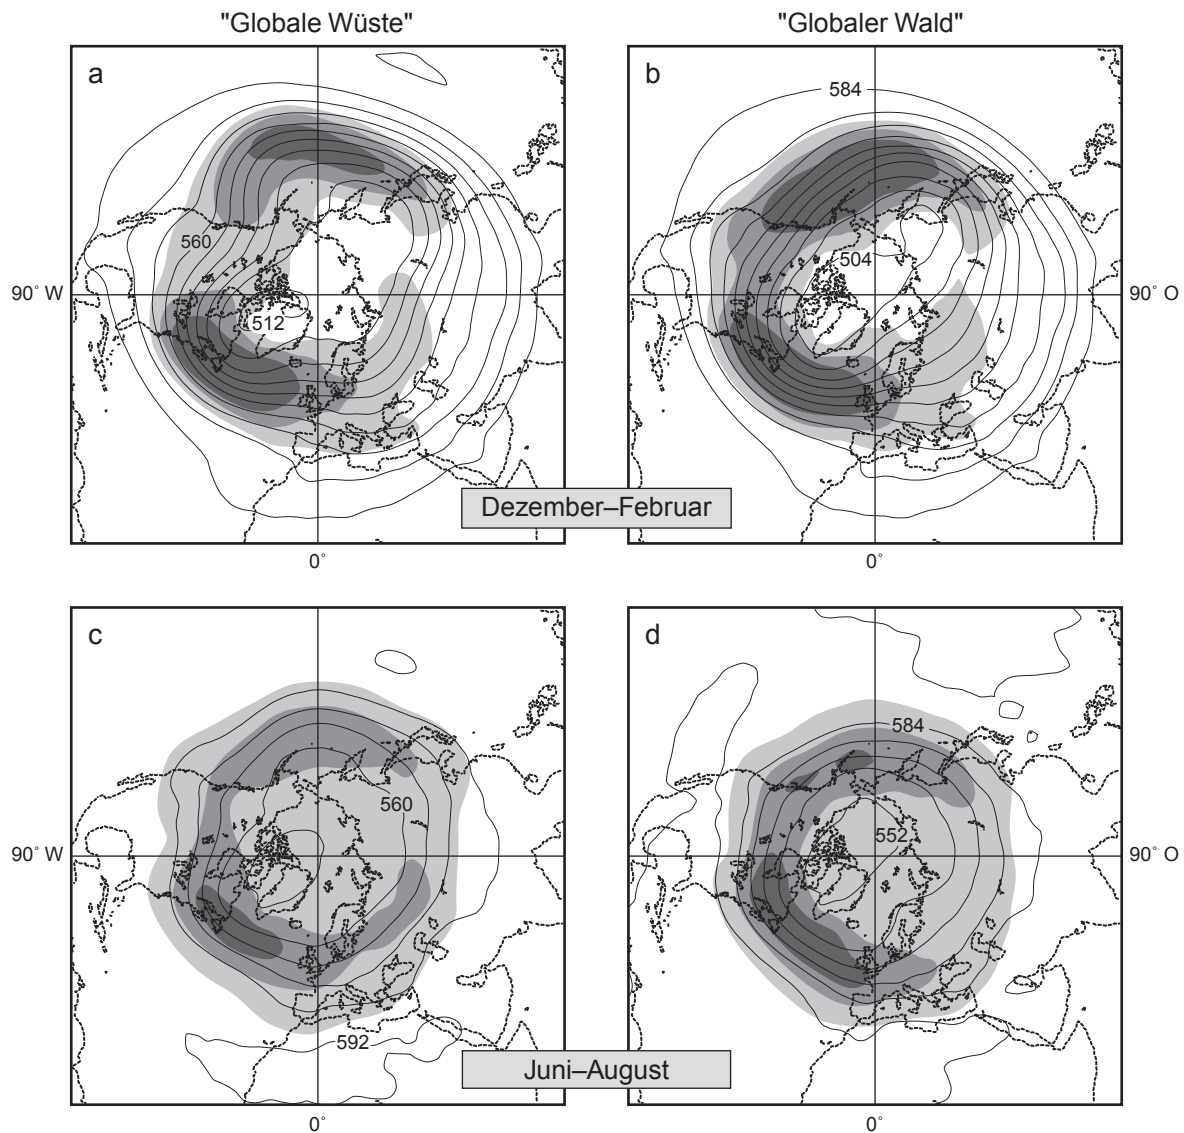 "Globale Wüste"
"Globaler Wald"
a
b
584
560
504
512
90° W
90° O
Dezember–Februar
0°
0°
c
d
584
560
552
90° W
90° O
592
Juni–August
0°
0°